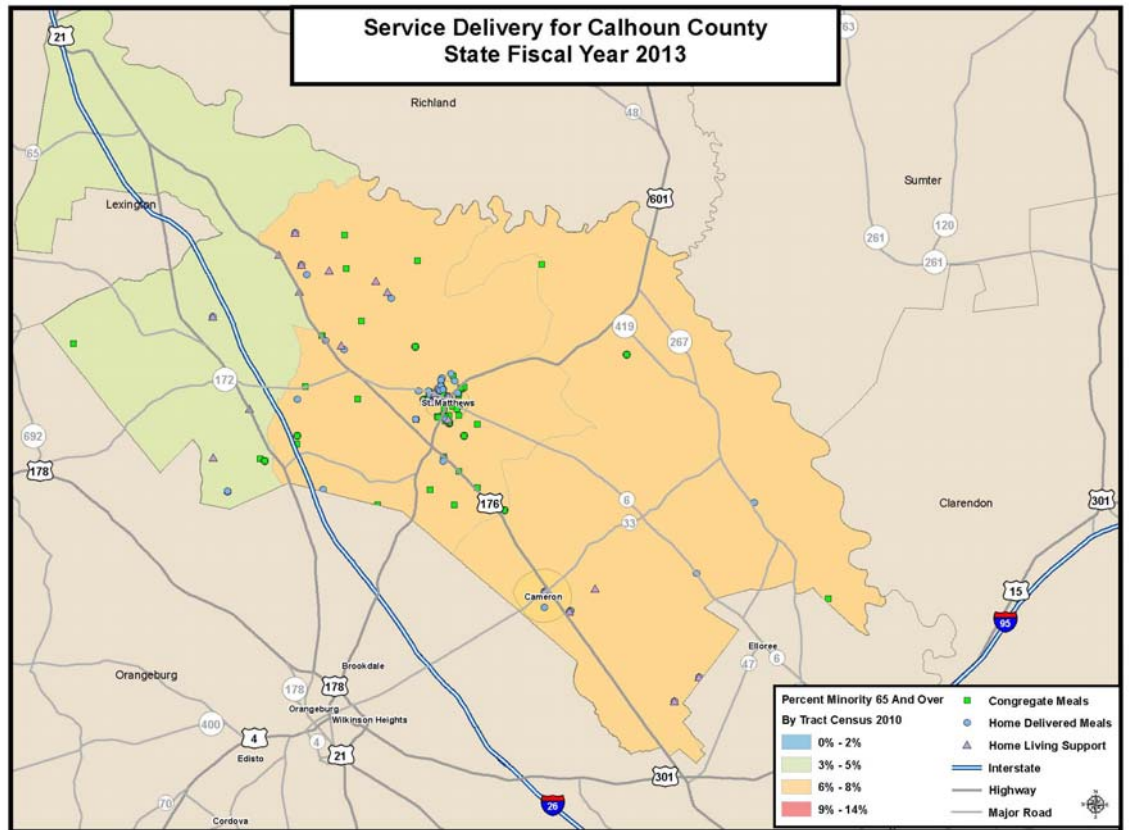 Service Delivery for Calhoun County
State Fiscal Year 2013
21
763
Richland
48
65
601
Sumter
Lexington
120
261
261
419
267
172
St. Matthews
692
178
176
6
301
33
Clarendon
15
Cameron
95
Elloree
47
6
Brookdale
Orangeburg
178
178
Orangeburg
Wilkinson Heights
400
4
4
21
Edisto
301
70
26
Cordova
Percent Minority 65 And Over
By Tract Census 2010
0% - 2%
3% - 5%
6% - 8%
9% - 14%
Congregate Meals
Home Delivered Meals
Home Living Support
Interstate
Highway
Major Road